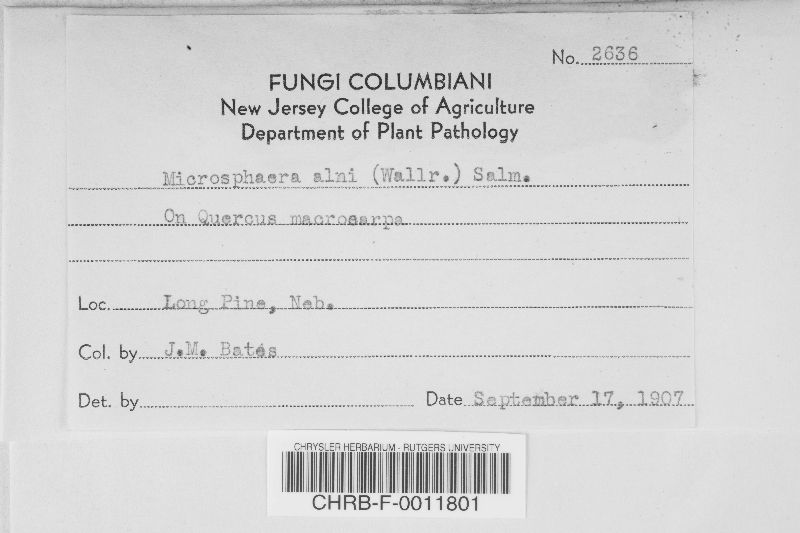 No. 2636
FUNGI COLUMBIANI
New Jersey College of Agriculture
Department of Plant Pathology
Microsphaera alni (Wallr.) Salm.
On Quercus macrocarpa
Loc. Long Pine, Neb.
Col. by J.M. Bates
Det. by
Date September 17, 1907
CHRYSLER HERBARIUM - RUTGERS UNIVERSITY
CHRB-F-0011801